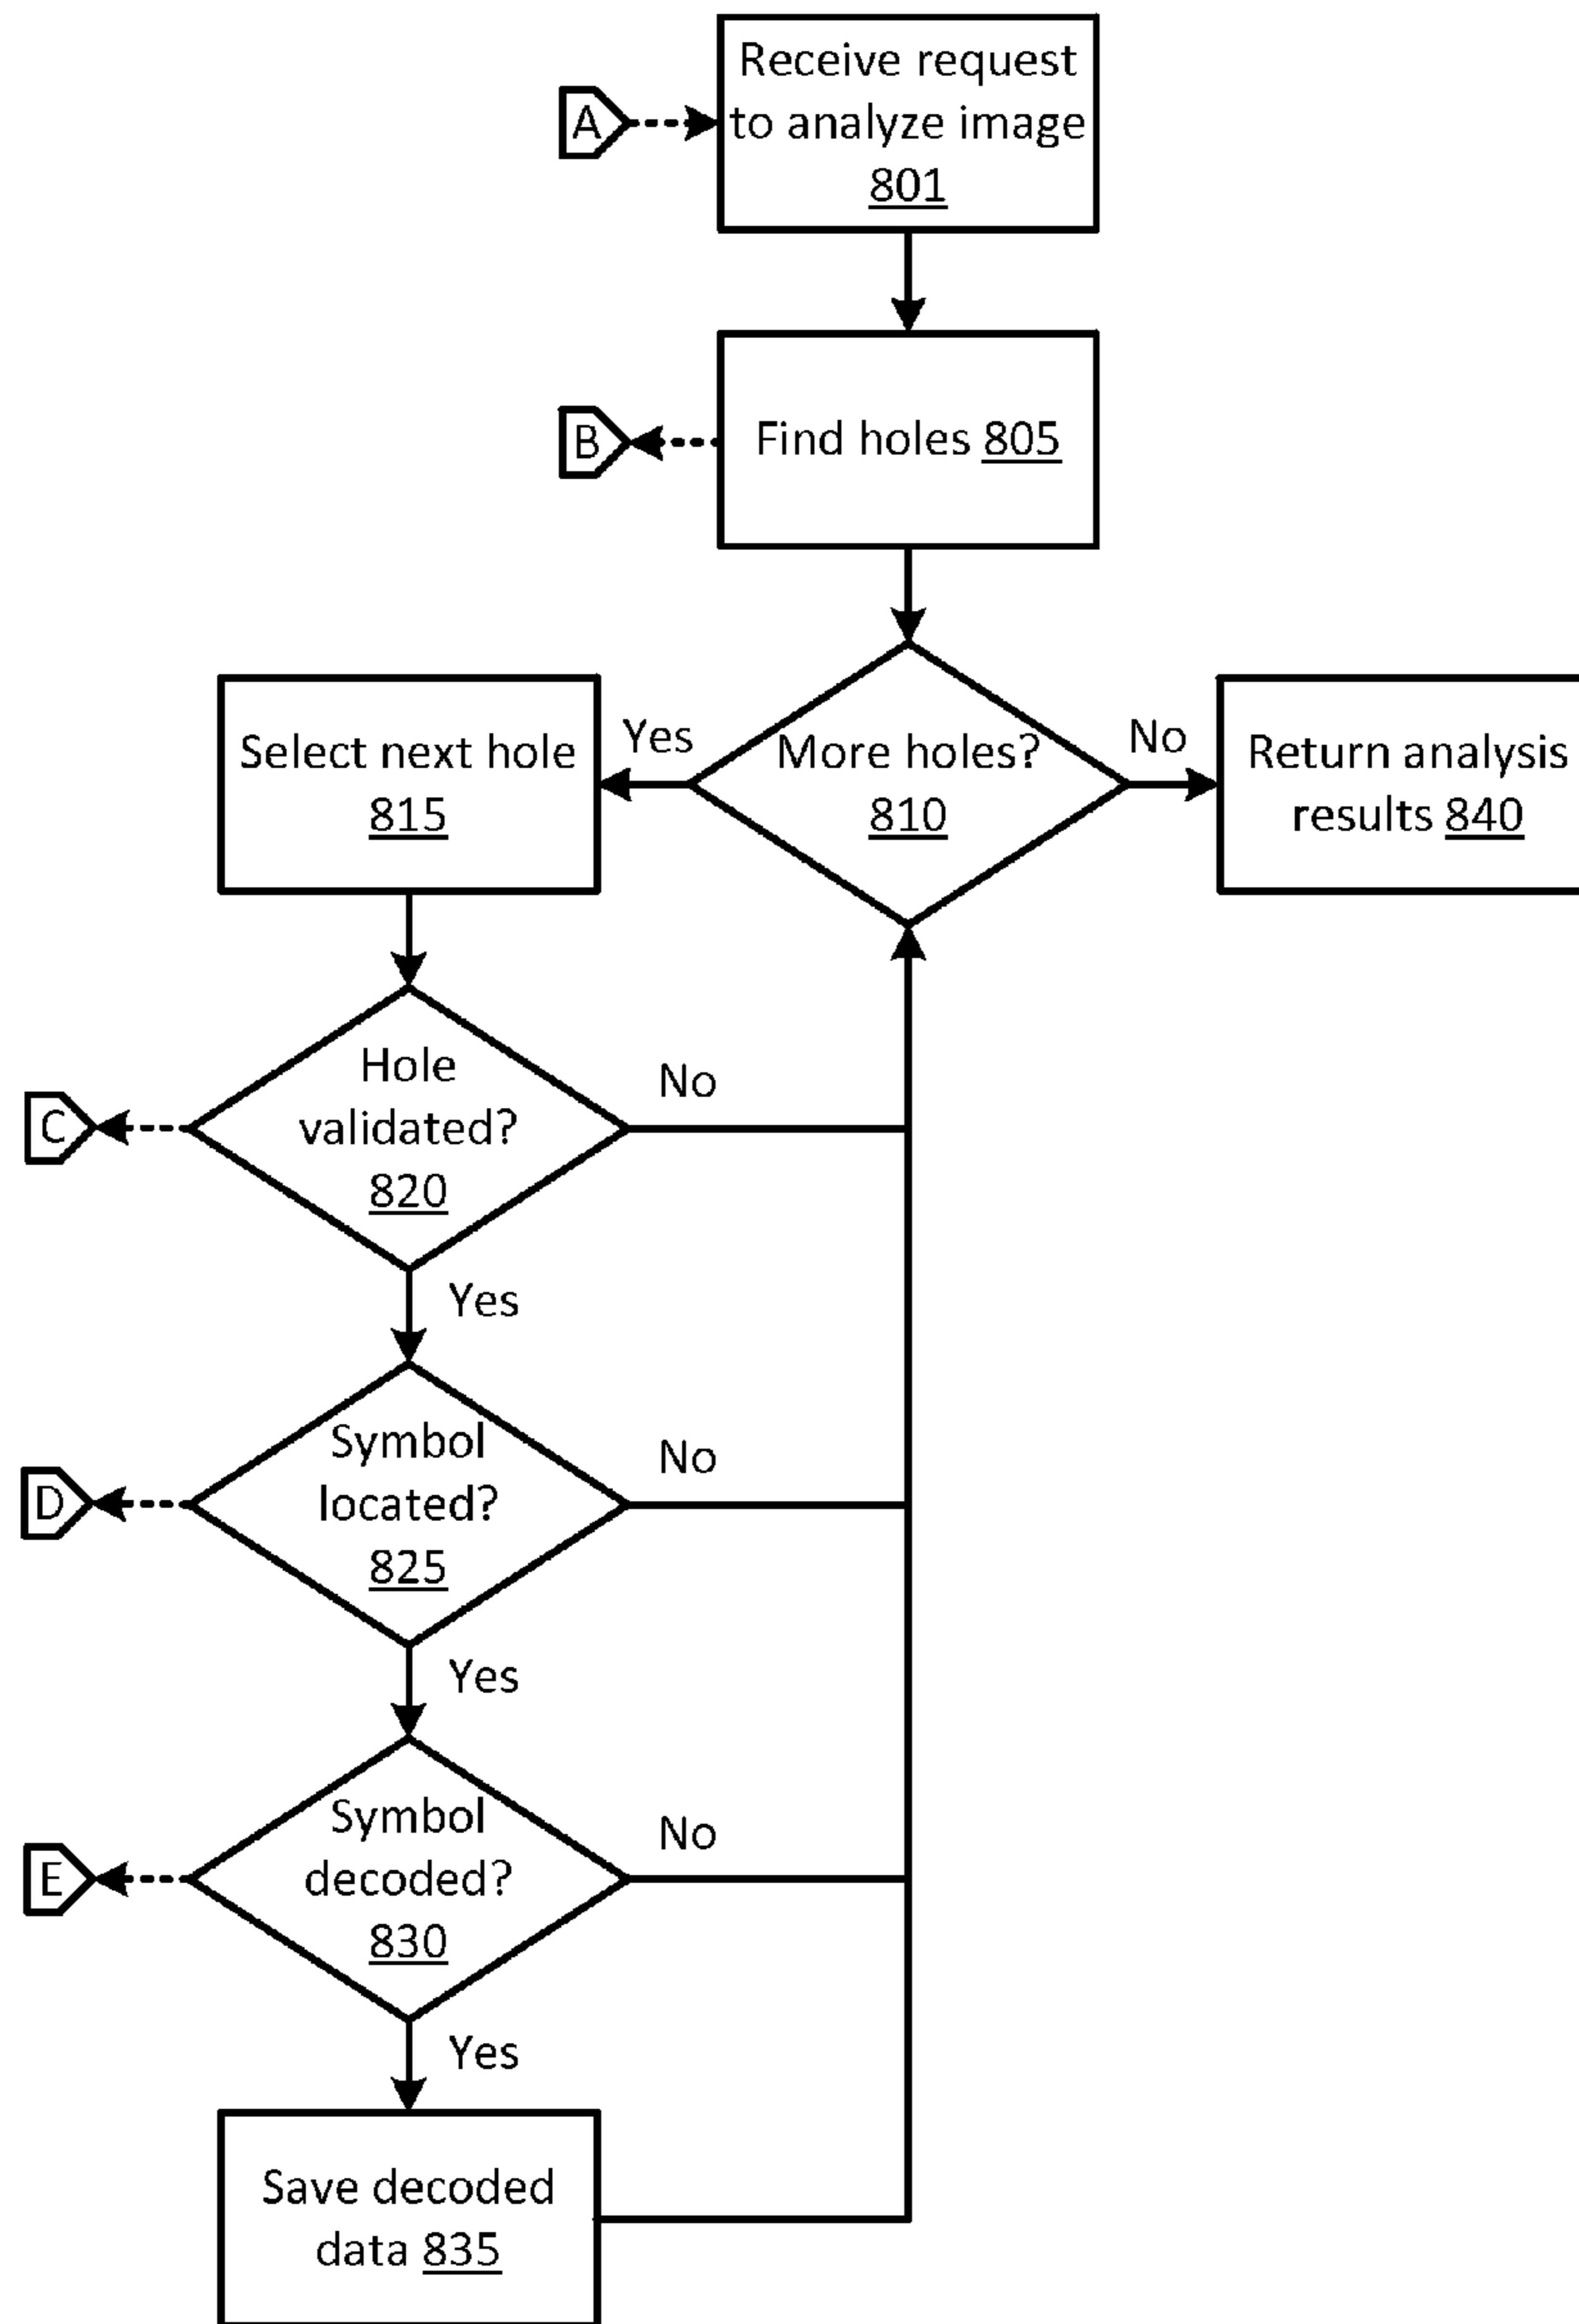 Receive request
to analyze image
801
A
Find holes 805
B
More holes?
810
Yes
No
Select next hole
815
Return analysis
results 840
Hole
validated?
820
No
C
Yes
Symbol
located?
825
No
D
Yes
Symbol
decoded?
830
No
E
Yes
Save decoded
data 835